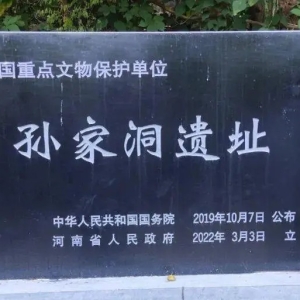 国重点文物保护单位
孙家洞遗址
中华人民共和国国务院 2019年10月7日 公布
河南省人民政府 2022年 3月3日 立